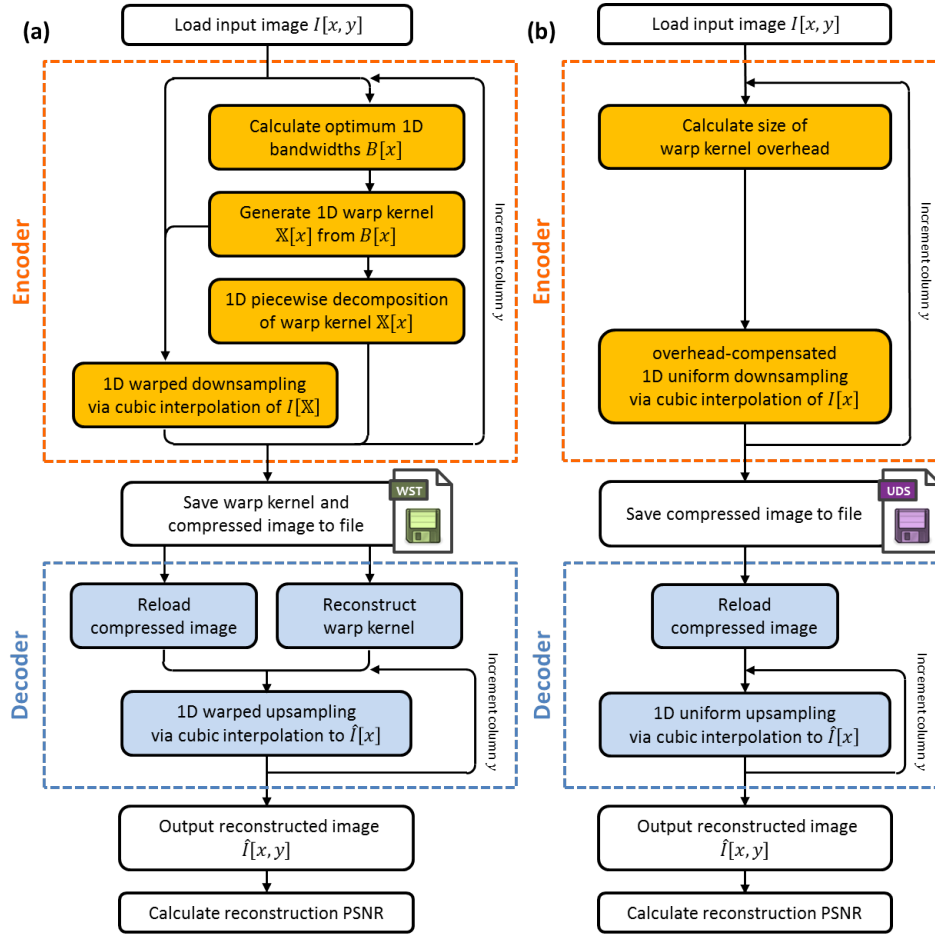 (a)
Load input image I[x, y]
Encoder
Calculate optimum 1D
bandwidths B[x]
Generate 1D warp kernel
𝕏[x] from B[x]
1D piecewise decomposition
of warp kernel 𝕏[x]
1D warped downsampling
via cubic interpolation of I[𝕏]
Increment column y
Save warp kernel and
compressed image to file
WST
Decoder
Reload
compressed image
Reconstruct
warp kernel
1D warped upsampling
via cubic interpolation to Î[x]
Increment column y
Output reconstructed image
Î[x, y]
Calculate reconstruction PSNR
(b)
Load input image I[x, y]
Encoder
Calculate size of
warp kernel overhead
overhead-compensated
1D uniform downsampling
via cubic interpolation of I[x]
Increment column y
Save compressed image to file
UDS
Decoder
Reload
compressed image
1D uniform upsampling
via cubic interpolation to Î[x]
Increment column y
Output reconstructed image
Î[x, y]
Calculate reconstruction PSNR